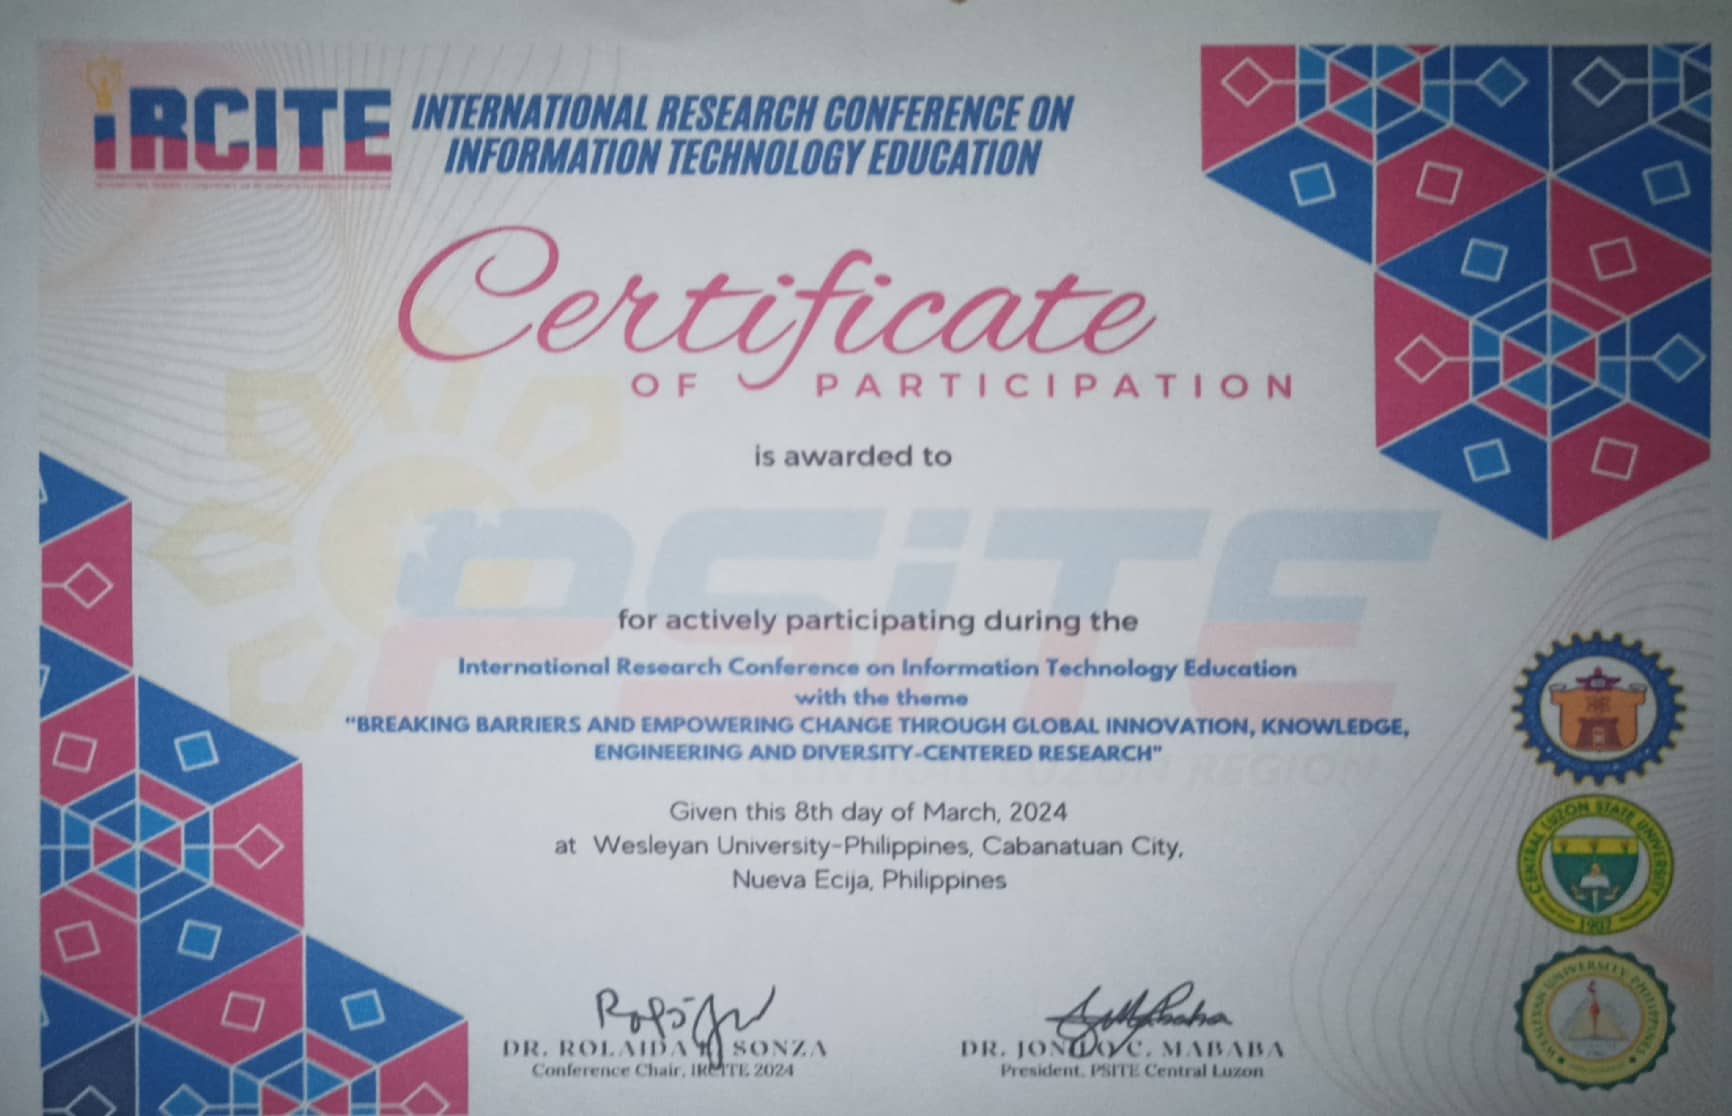 iRCITE
INTERNATIONAL RESEARCH CONFERENCE ON
INFORMATION TECHNOLOGY EDUCATION
Certificate
OF PARTICIPATION
is awarded to
PSiTE
for actively participating during the
International Research Conference on Information Technology Education
with the theme
"BREAKING BARRIERS AND EMPOWERING CHANGE THROUGH GLOBAL INNOVATION, KNOWLEDGE,
ENGINEERING AND DIVERSITY-CENTERED RESEARCH"
CENTRAL LUZON REGION
Given this 8th day of March, 2024
at Wesleyan University-Philippines, Cabanatuan City,
Nueva Ecija, Philippines
DR. ROLAIDA SONZA
Conference Chair, IRCITE 2024
DR. C. MABABA
President, PSITE Central Luzon
CENTRAL LUZON STATE UNIVERSITY
1907
WESLEYAN UNIVERSITY-PHILIPPINES